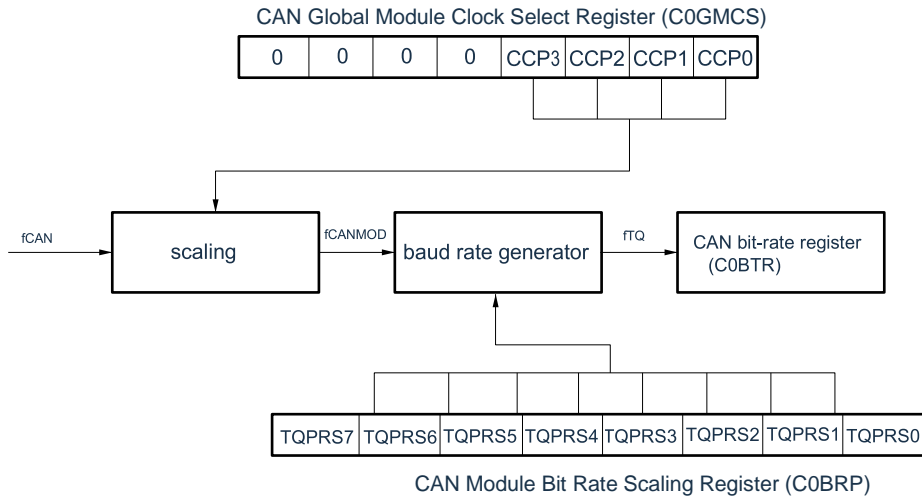 CAN Global Module Clock Select Register (C0GMCS)
0 0 0 0 CCP3 CCP2 CCP1 CCP0
fCAN
scaling
fCANMOD
baud rate generator
fTQ
CAN bit-rate register
(C0BTR)
TQPRS7 TQPRS6 TQPRS5 TQPRS4 TQPRS3 TQPRS2 TQPRS1 TQPRS0
CAN Module Bit Rate Scaling Register (C0BRP)